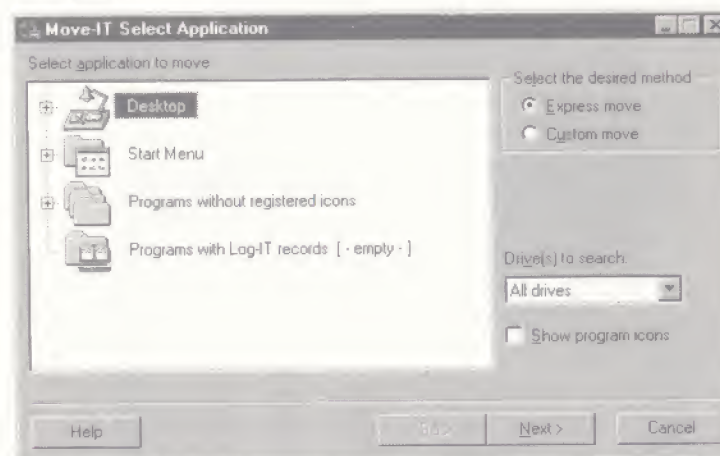 Move-IT Select Application
Select application to move
Desktop
Start Menu
Programs without registered icons
Programs with Log-IT records [ - empty - ]
Select the desired method
Express move
Custom move
Drive(s) to search:
All drives
Show program icons
Help
Next >
Cancel